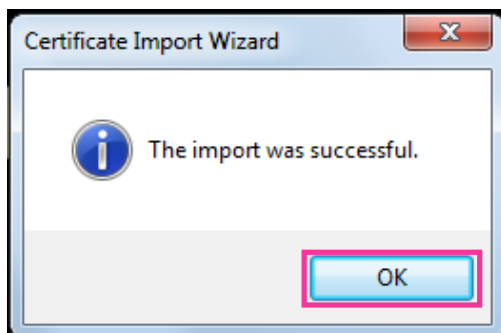 Certificate Import Wizard
The import was successful.
OK